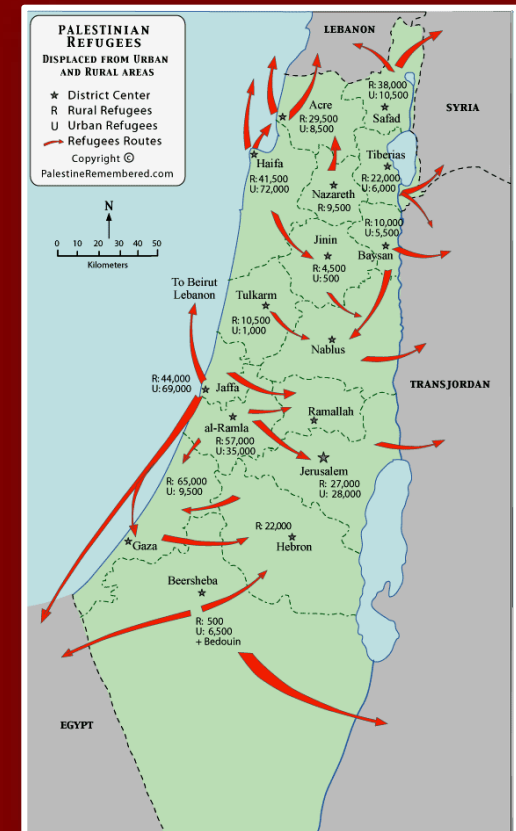 PALESTINIAN
REFUGEES
DISPLACED FROM URBAN
AND RURAL AREAS
District Center
R Rural Refugees
U Urban Refugees
Refugees Routes
Copyright ©
PalestineRemembered.com
N
0 10 20 30 40 50
Kilometers
LEBANON
SYRIA
R: 38,000
U: 10,500
Safad
Acre
R: 29,500
U: 8,500
Haifa
R: 41,500
U: 72,000
Tiberias
R: 22,000
U: 6,000
Nazareth
R: 9,500
R: 10,000
U: 5,500
Baysan
Jinin
R: 4,500
U: 500
To Beirut
Lebanon
Tulkarm
R: 10,500
U: 1,000
Nablus
R: 44,000
U: 69,000
Jaffa
TRANSJORDAN
Ramallah
al-Ramla
R: 57,000
U: 35,000
Jerusalem
R: 27,000
U: 28,000
R: 65,000
U: 9,500
R: 22,000
Gaza
Hebron
Beersheba
R: 500
U: 6,500
+ Bedouin
EGYPT